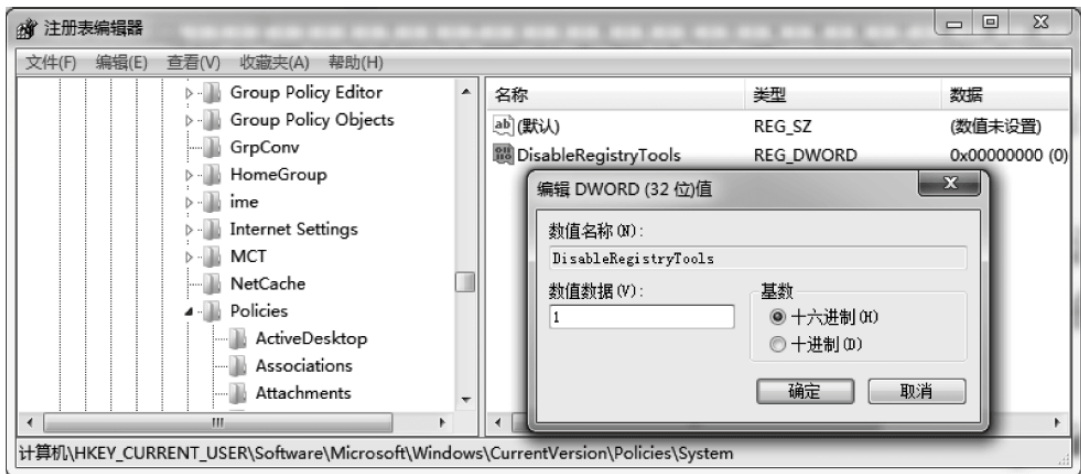 注册表编辑器
文件(F) 编辑(E) 查看(V) 收藏夹(A) 帮助(H)
Group Policy Editor
Group Policy Objects
GrpConv
HomeGroup
ime
Internet Settings
MCT
NetCache
Policies
ActiveDesktop
Associations
Attachments
名称 类型 数据
ab (默认) REG_SZ (数值未设置)
DisableRegistryTools REG_DWORD 0x00000000 (0)
编辑 DWORD (32 位)值
数值名称(N):
DisableRegistryTools
数值数据(V):
1
基数
十六进制(H)
十进制(D)
确定 取消
计算机\HKEY_CURRENT_USER\Software\Microsoft\Windows\CurrentVersion\Policies\System